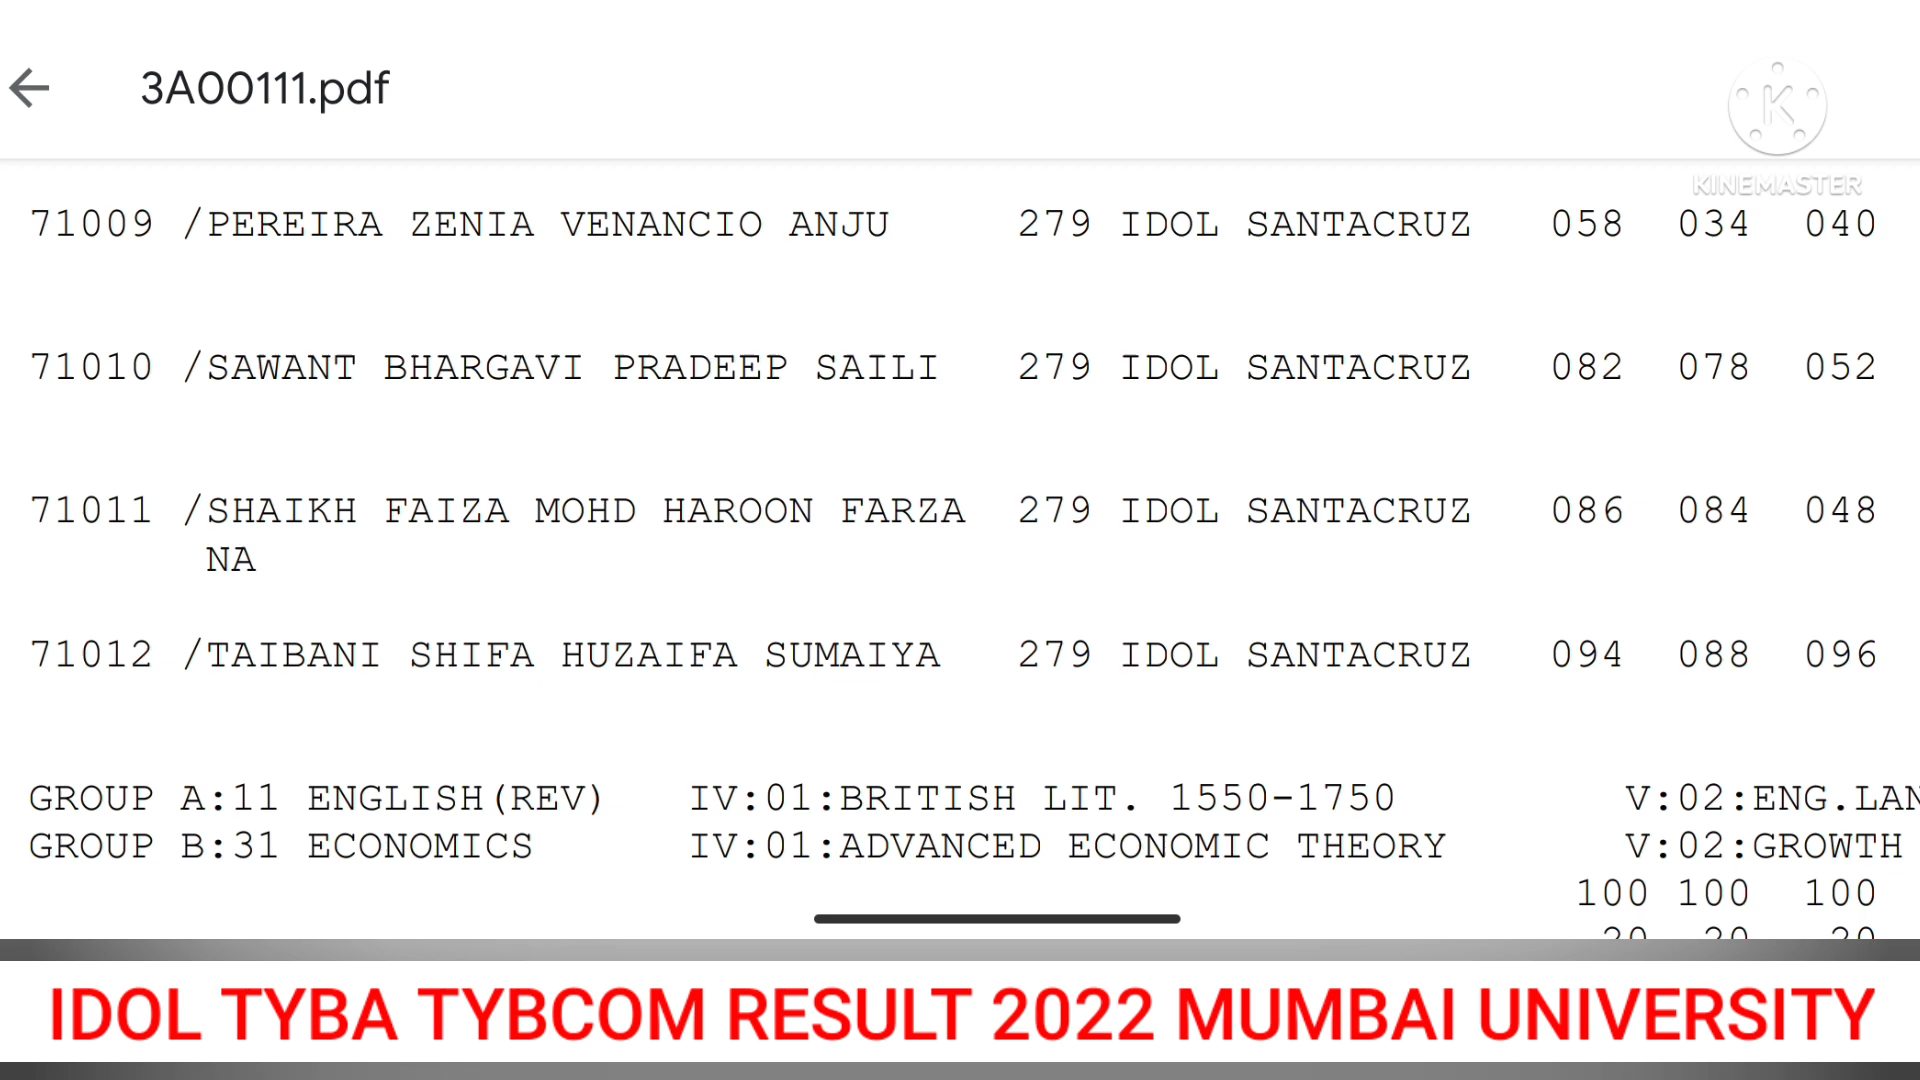 3A00111.pdf
K
KINEMASTER
71009 /PEREIRA ZENIA VENANCIO ANJU 279 IDOL SANTACRUZ 058 034 040
71010 /SAWANT BHARGAVI PRADEEP SAILI 279 IDOL SANTACRUZ 082 078 052
71011 /SHAIKH FAIZA MOHD HAROON FARZA 279 IDOL SANTACRUZ 086 084 048
NA
71012 /TAIBANI SHIFA HUZAIFA SUMAIYA 279 IDOL SANTACRUZ 094 088 096
GROUP A:11 ENGLISH(REV) IV:01:BRITISH LIT. 1550-1750 V:02:ENG.LAN
GROUP B:31 ECONOMICS IV:01:ADVANCED ECONOMIC THEORY V:02:GROWTH
100 100 100
IDOL TYBA TYBCOM RESULT 2022 MUMBAI UNIVERSITY